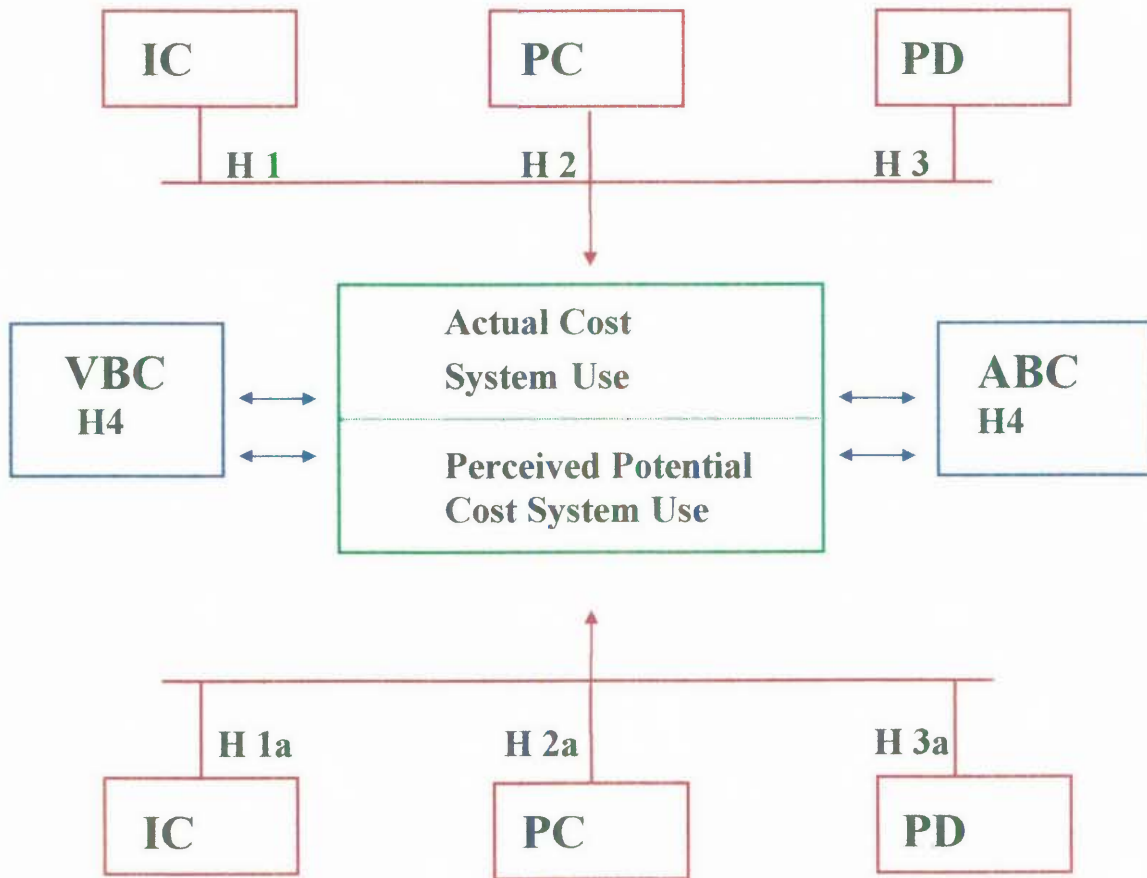 IC
PC
PD
H 1
H 2
H 3
Actual Cost
System Use
VBC
H4
ABC
H4
Perceived Potential
Cost System Use
H 1a
H 2a
H 3a
IC
PC
PD